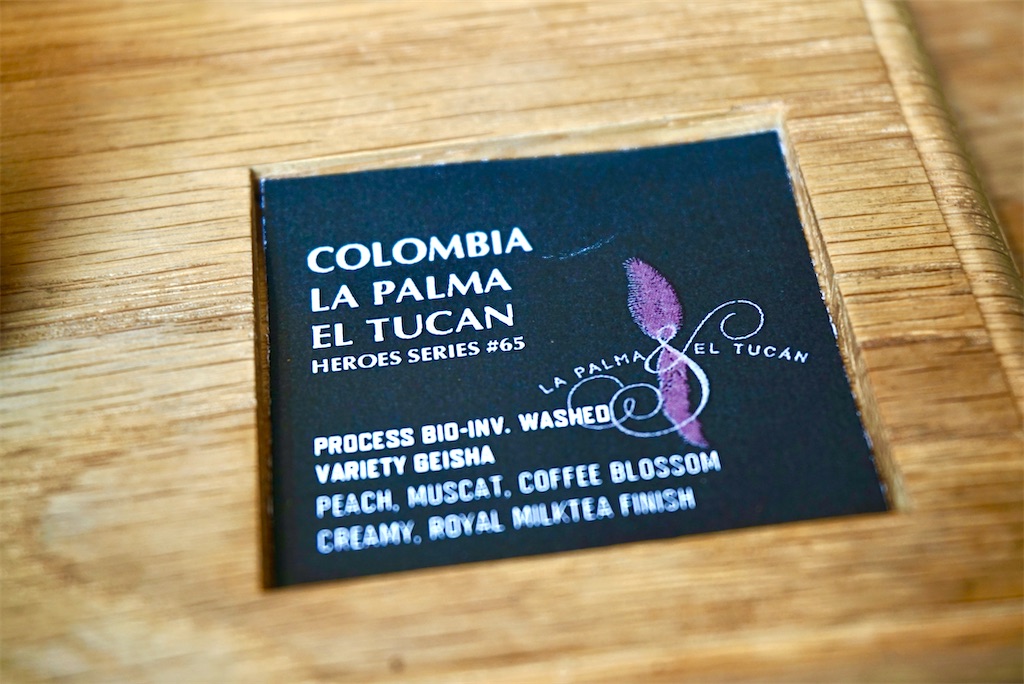 COLOMBIA
LA PALMA
EL TUCAN
HEROES SERIES #65
LA PALMA & EL TUCÁN
PROCESS BIO-INV. WASHED
VARIETY GEISHA
PEACH, MUSCAT, COFFEE BLOSSOM
CREAMY, ROYAL MILKTEA FINISH